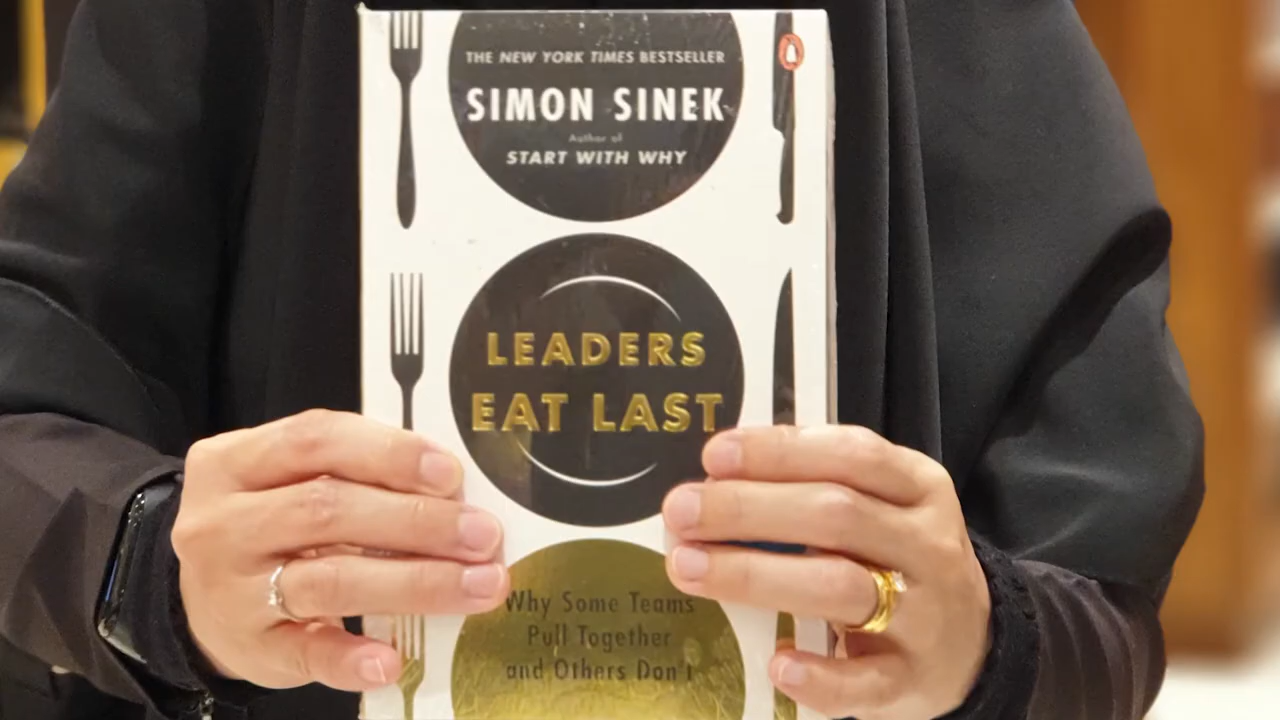 THE NEW YORK TIMES BESTSELLER
SIMON SINEK
Author of
START WITH WHY
LEADERS
EAT LAST
Why Some Teams
Pull Together
and Others Don't